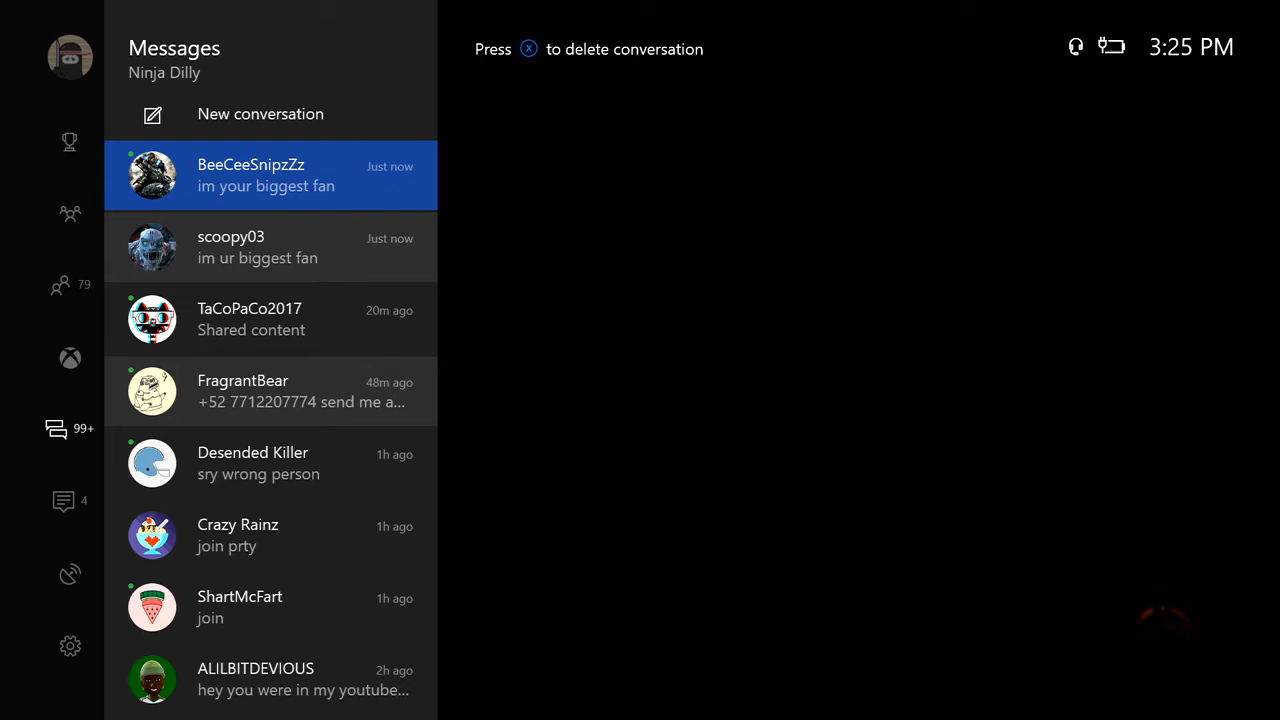 Messages
Ninja Dilly
Press X to delete conversation
3:25 PM
New conversation
BeeCeeSnipzZz Just now
im your biggest fan
scoopy03 Just now
im ur biggest fan
79
TaCoPaCo2017 20m ago
Shared content
FragrantBear 48m ago
+52 7712207774 send me a...
99+
Desended Killer 1h ago
sry wrong person
4
Crazy Rainz 1h ago
join prty
ShartMcFart 1h ago
join
ALILBITDEVIOUS 2h ago
hey you were in my youtube...